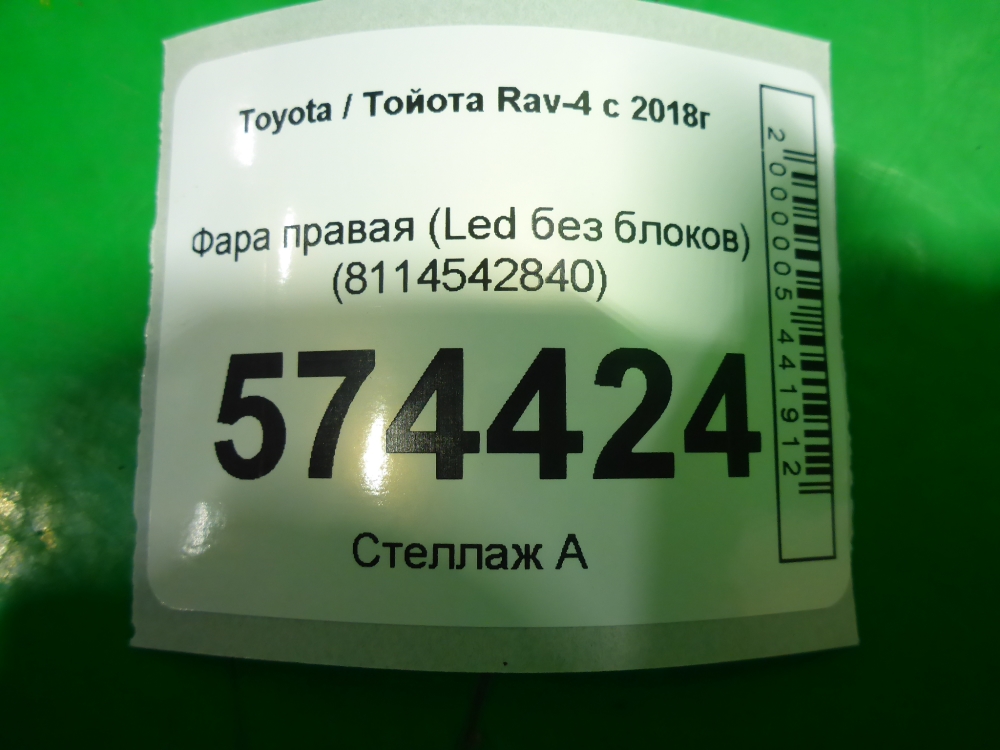 Toyota / Тойота Rav-4 с 2018г
Фара правая (Led без блоков)
(8114542840)
574424
Стеллаж А
2000005441912